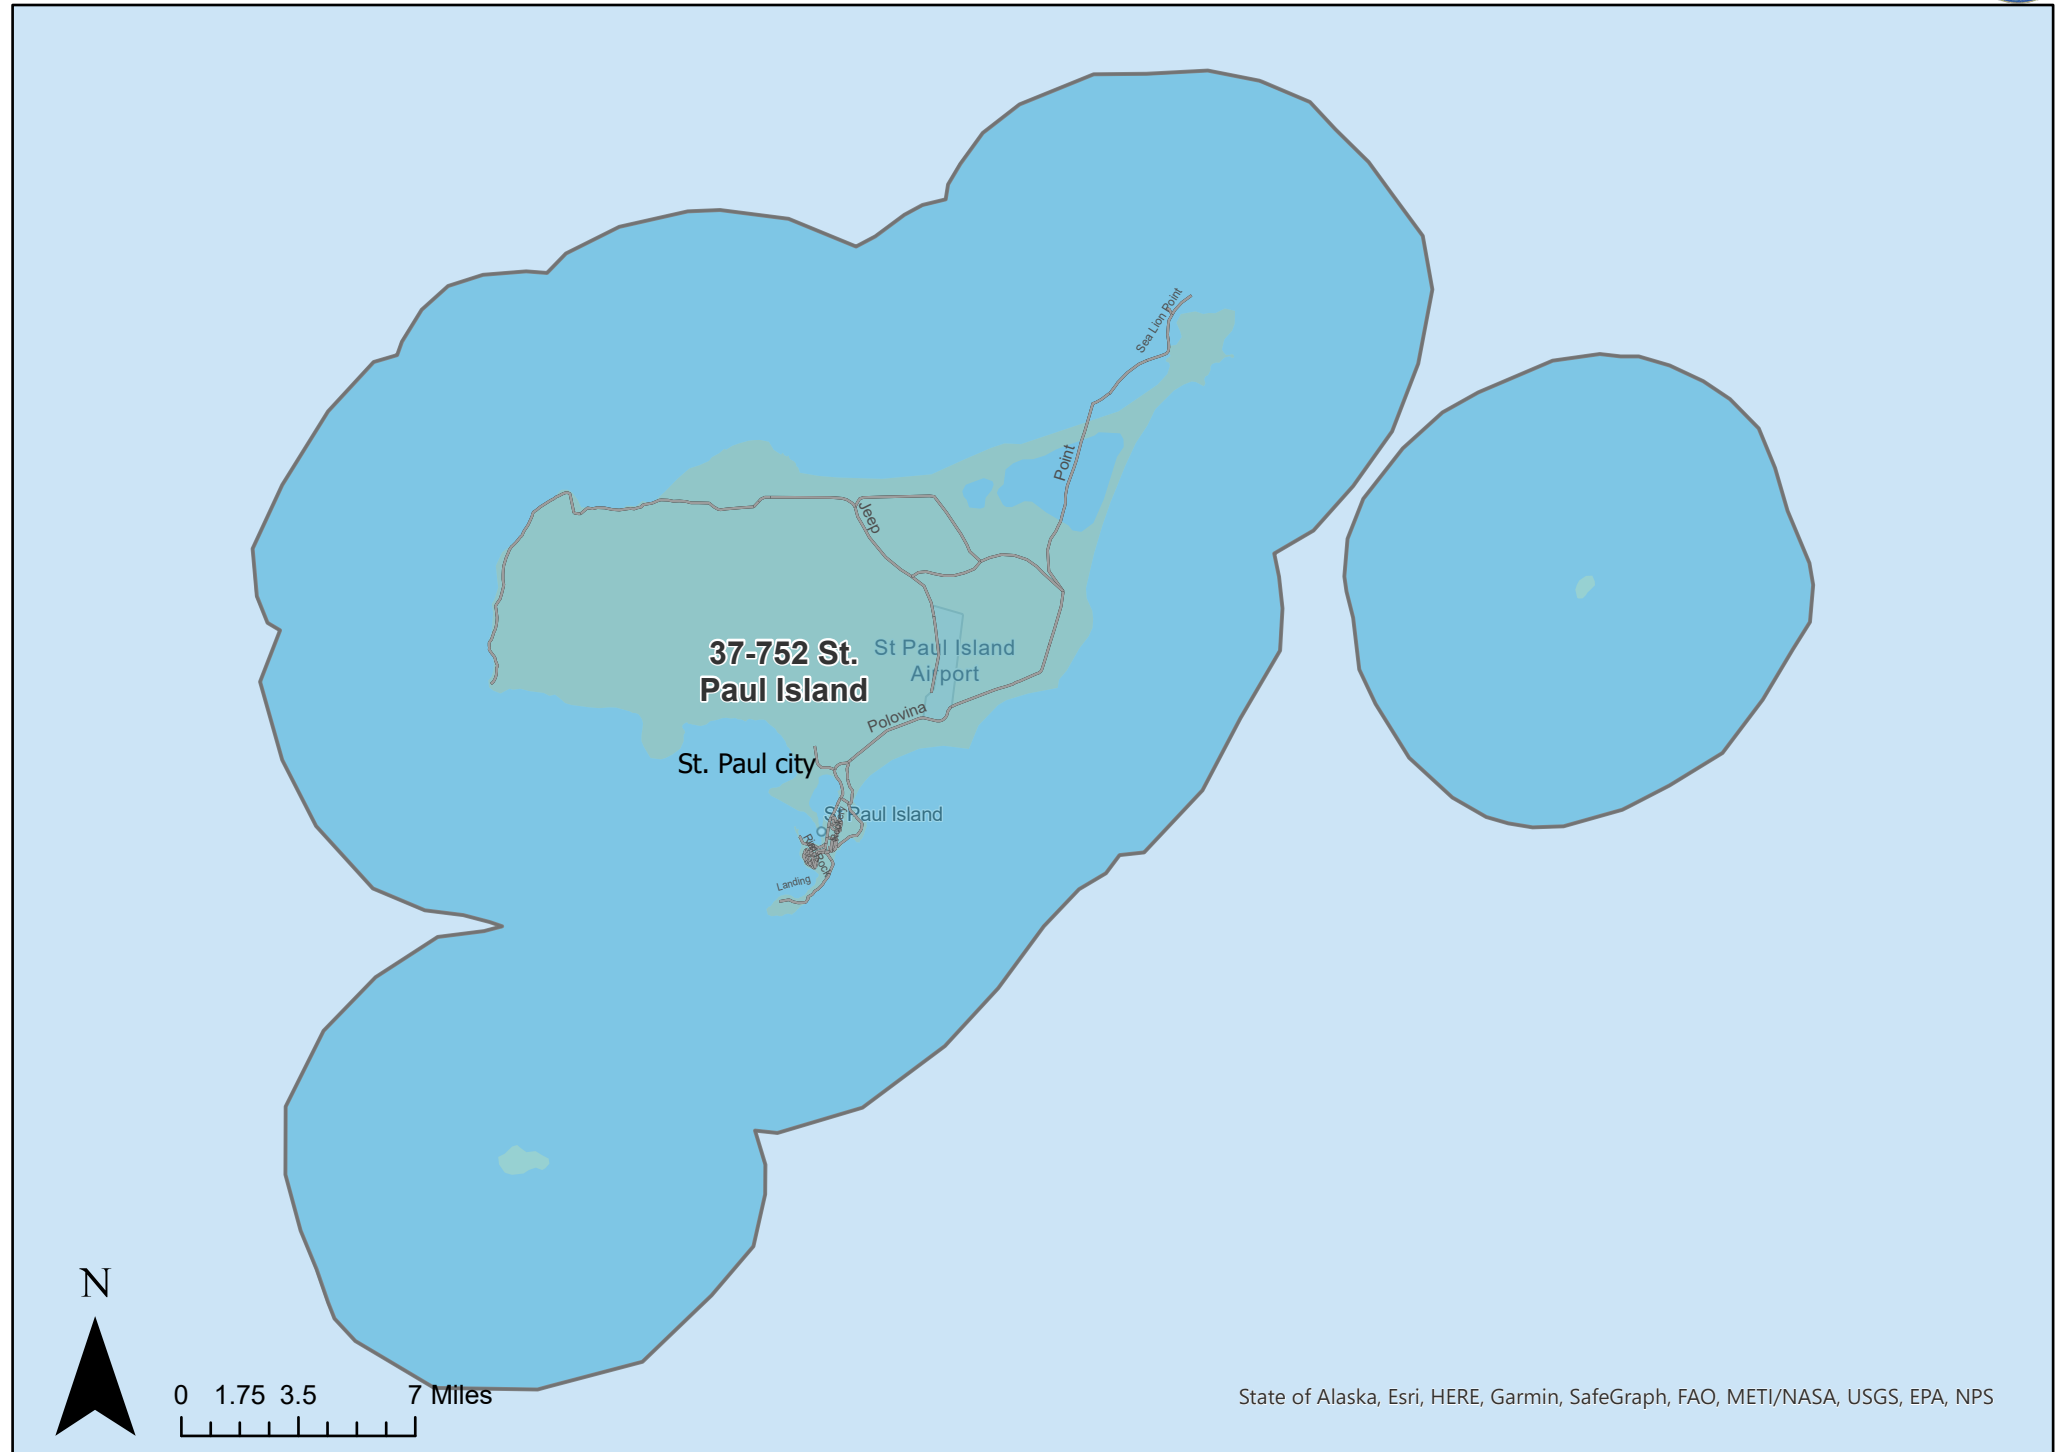 Sea Lion Point
Point
Jeep
37-752 St.
Paul Island
St Paul Island
Airport
Polovina
St. Paul city
St Paul Island
Landing
N
0 1.75 3.5 7 Miles
State of Alaska, Esri, HERE, Garmin, SafeGraph, FAO, METI/NASA, USGS, EPA, NPS